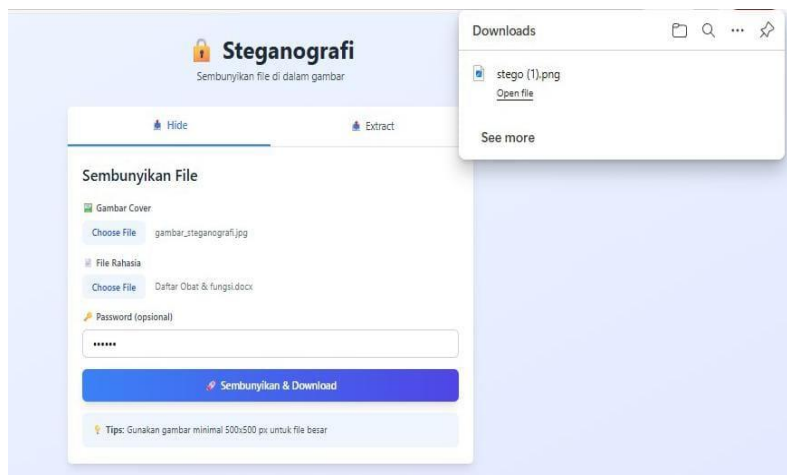 Steganografi
Sembunyikan file di dalam gambar
Hide
Extract
Sembunyikan File
Gambar Cover
Choose File gambar_steganografi.jpg
File Rahasia
Choose File Daftar Obat & fungsi.docx
Password (opsional)
••••••
Sembunyikan & Download
Tips: Gunakan gambar minimal 500x500 px untuk file besar
Downloads
stego (1).png
Open file
See more